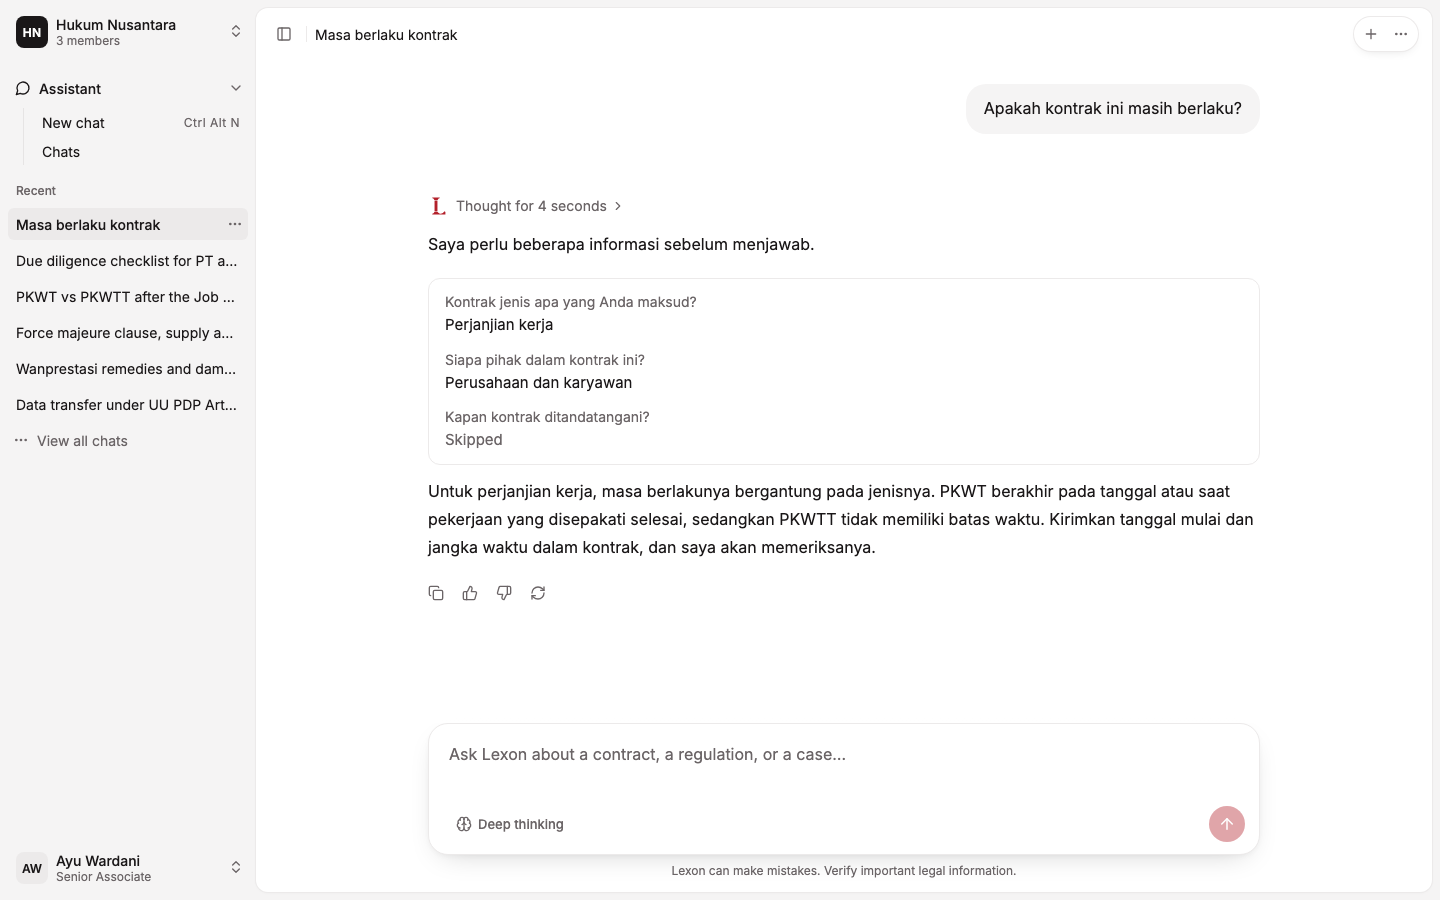 HN
Hukum Nusantara
3 members
Assistant
New chat
Ctrl Alt N
Chats
Recent
Masa berlaku kontrak
Due diligence checklist for PT a...
PKWT vs PKWTT after the Job ...
Force majeure clause, supply a...
Wanprestasi remedies and dam...
Data transfer under UU PDP Art...
View all chats
AW
Ayu Wardani
Senior Associate
Masa berlaku kontrak
Apakah kontrak ini masih berlaku?
L
Thought for 4 seconds
Saya perlu beberapa informasi sebelum menjawab.
Kontrak jenis apa yang Anda maksud?
Perjanjian kerja
Siapa pihak dalam kontrak ini?
Perusahaan dan karyawan
Kapan kontrak ditandatangani?
Skipped
Untuk perjanjian kerja, masa berlakunya bergantung pada jenisnya. PKWT berakhir pada tanggal atau saat
pekerjaan yang disepakati selesai, sedangkan PKWTT tidak memiliki batas waktu. Kirimkan tanggal mulai dan
jangka waktu dalam kontrak, dan saya akan memeriksanya.
Ask Lexon about a contract, a regulation, or a case...
Deep thinking
Lexon can make mistakes. Verify important legal information.